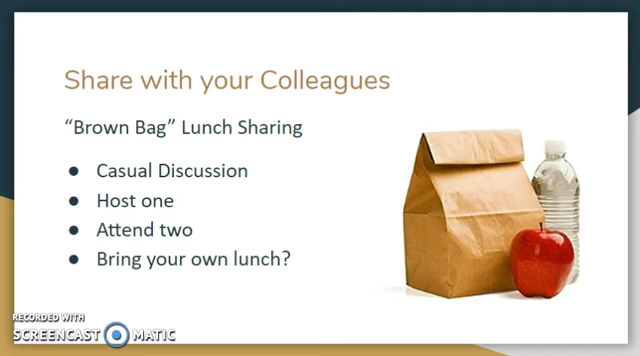 Share with your Colleagues
“Brown Bag” Lunch Sharing
● Casual Discussion
● Host one
● Attend two
● Bring your own lunch?
RECORDED WITH
SCREENCAST MATIC